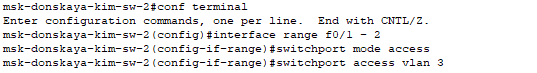 msk-donskaya-kim-sw-2#conf terminal
Enter configuration commands, one per line.  End with CNTL/Z.
msk-donskaya-kim-sw-2(config)#interface range f0/1 - 2
msk-donskaya-kim-sw-2(config-if-range)#switchport mode access
msk-donskaya-kim-sw-2(config-if-range)#switchport access vlan 3